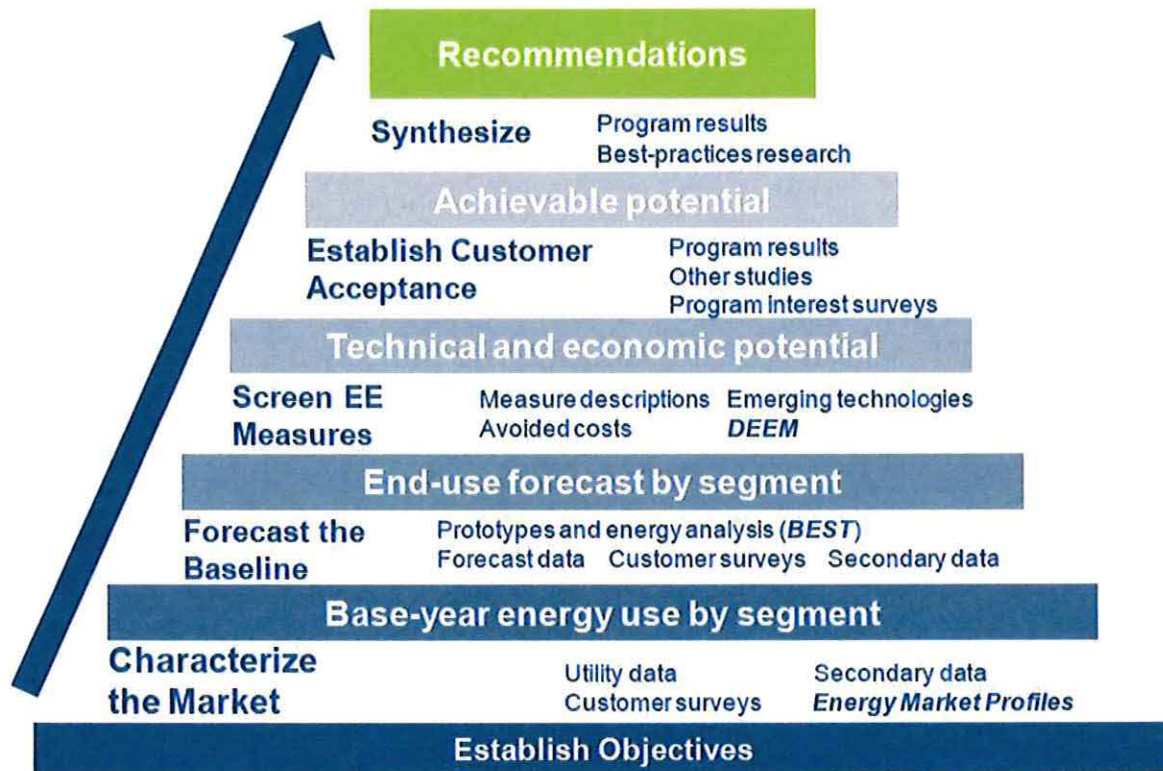 Recommendations
Synthesize
Program results
Best-practices research
Achievable potential
Establish Customer
Acceptance
Program results
Other studies
Program interest surveys
Technical and economic potential
Screen EE
Measures
Measure descriptions Emerging technologies
Avoided costs DEEM
End-use forecast by segment
Forecast the
Baseline
Prototypes and energy analysis (BEST)
Forecast data Customer surveys Secondary data
Base-year energy use by segment
Characterize
the Market
Utility data Secondary data
Customer surveys Energy Market Profiles
Establish Objectives